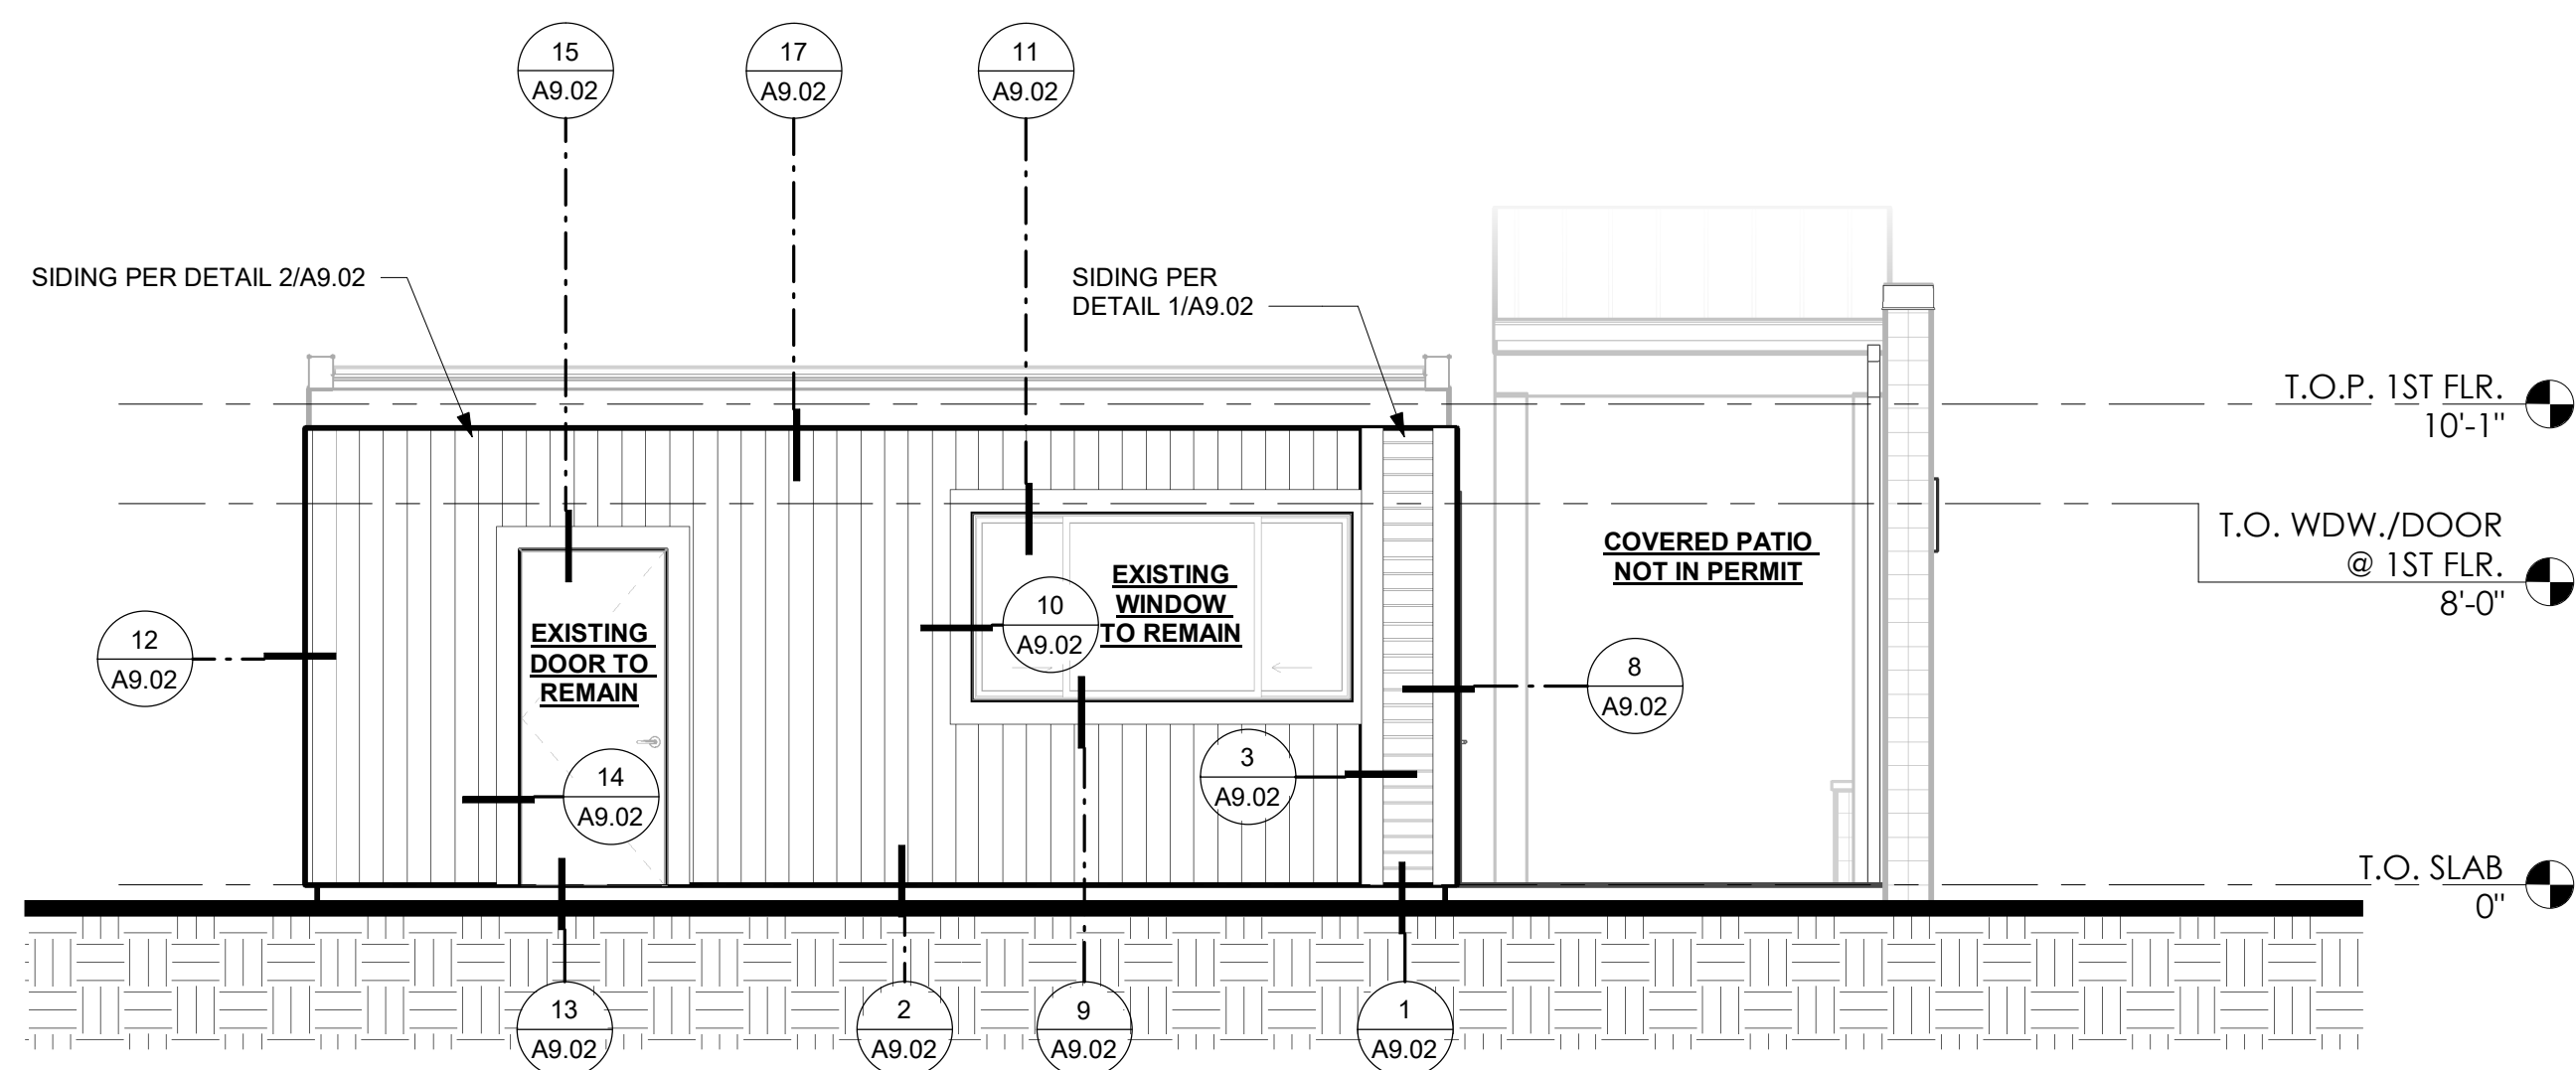 15
A9.02
17
A9.02
11
A9.02
SIDING PER DETAIL 2/A9.02
SIDING PER
DETAIL 1/A9.02
T.O.P. 1ST FLR.
10'-1"
T.O. WDW./DOOR
@ 1ST FLR.
8'-0"
COVERED PATIO
NOT IN PERMIT
EXISTING
WINDOW
TO REMAIN
10
A9.02
EXISTING
DOOR TO
REMAIN
12
A9.02
8
A9.02
14
A9.02
3
A9.02
T.O. SLAB
0"
13
A9.02
2
A9.02
9
A9.02
1
A9.02